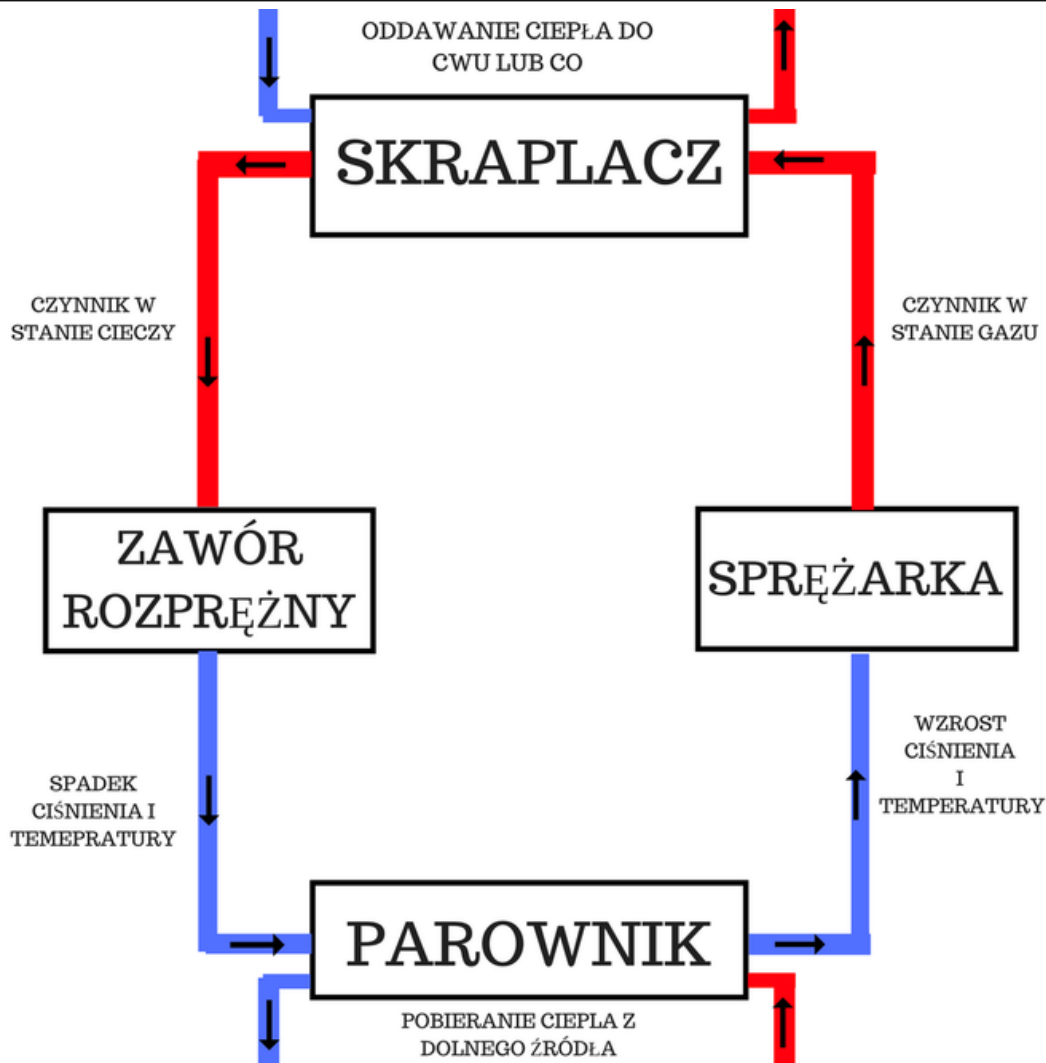 ODDAWANIE CIEPŁA DO
CWU LUB CO
SKRAPLACZ
CZYNNIK W
STANIE CIECZY
CZYNNIK W
STANIE GAZU
ZAWÓR
ROZPRĘŻNY
SPRĘŻARKA
SPADEK
CIŚNIENIA I
TEMEPRATURY
WZROST
CIŚNIENIA
I
TEMPERATURY
PAROWNIK
POBIERANIE CIEPLA Z
DOLNEGO ŹRÓDŁA